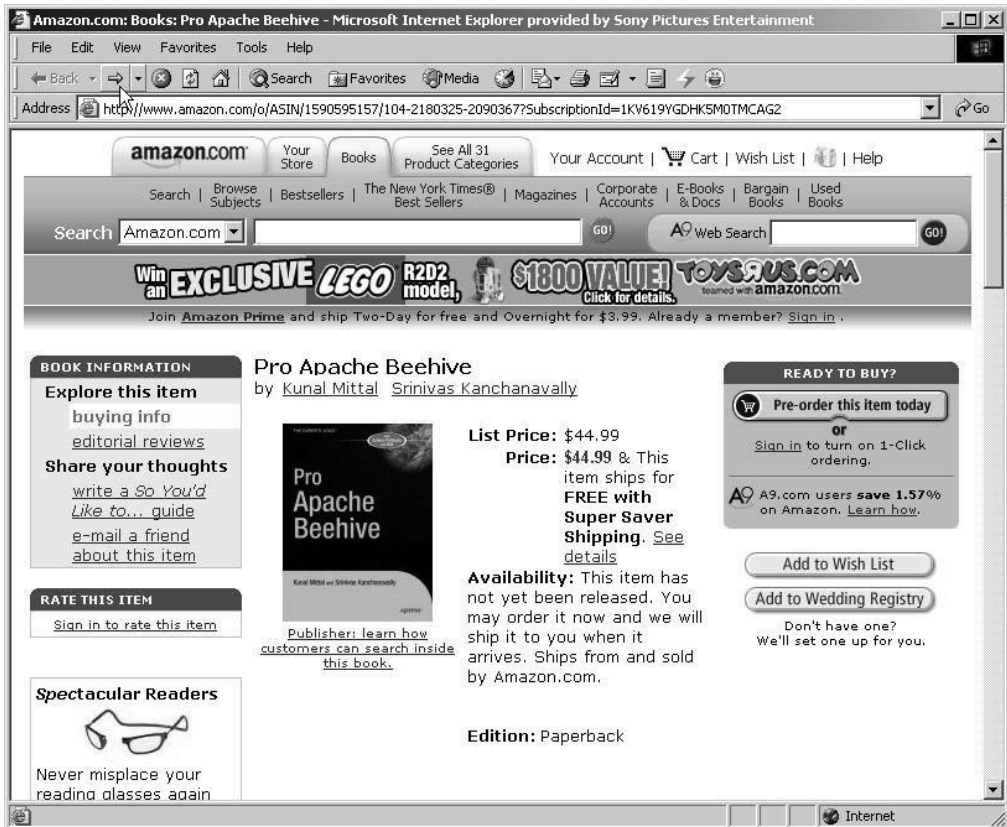 Amazon.com: Books: Pro Apache Beehive - Microsoft Internet Explorer provided by Sony Pictures Entertainment
File Edit View Favorites Tools Help
Back Search Favorites Media
Address http://www.amazon.com/o/ASIN/1590595157/104-2180325-2090367?SubscriptionId=1KV619YGDHK5M0TMCAG2 Go
amazon.com Your Store Books See All 31 Product Categories Your Account | Cart | Wish List | | Help
Search | Browse Subjects | Bestsellers | The New York Times® Best Sellers | Magazines | Corporate Accounts | E-Books & Docs | Bargain Books | Used Books
Search Amazon.com GO! A9 Web Search GO!
Win an EXCLUSIVE LEGO R2D2 model, $1800 VALUE! Click for details. TOYSRUS.COM teamed with amazon.com
Join Amazon Prime and ship Two-Day for free and Overnight for $3.99. Already a member? Sign in .
BOOK INFORMATION
Explore this item
buying info
editorial reviews
Share your thoughts
write a So You'd
Like to... guide
e-mail a friend
about this item
RATE THIS ITEM
Sign in to rate this item
Spectacular Readers
Never misplace your
reading glasses again
Pro Apache Beehive
by Kunal Mittal Srinivas Kanchanavally
Pro
Apache
Beehive
Kunal Mittal and Srinivas Kanchanavally
apress
Publisher: learn how
customers can search inside
this book.
List Price: $44.99
Price: $44.99 & This
item ships for
FREE with
Super Saver
Shipping. See
details
Availability: This item has
not yet been released. You
may order it now and we will
ship it to you when it
arrives. Ships from and sold
by Amazon.com.
Edition: Paperback
READY TO BUY?
Pre-order this item today
or
Sign in to turn on 1-Click
ordering.
A9 A9.com users save 1.57%
on Amazon. Learn how.
Add to Wish List
Add to Wedding Registry
Don't have one?
We'll set one up for you.
Internet